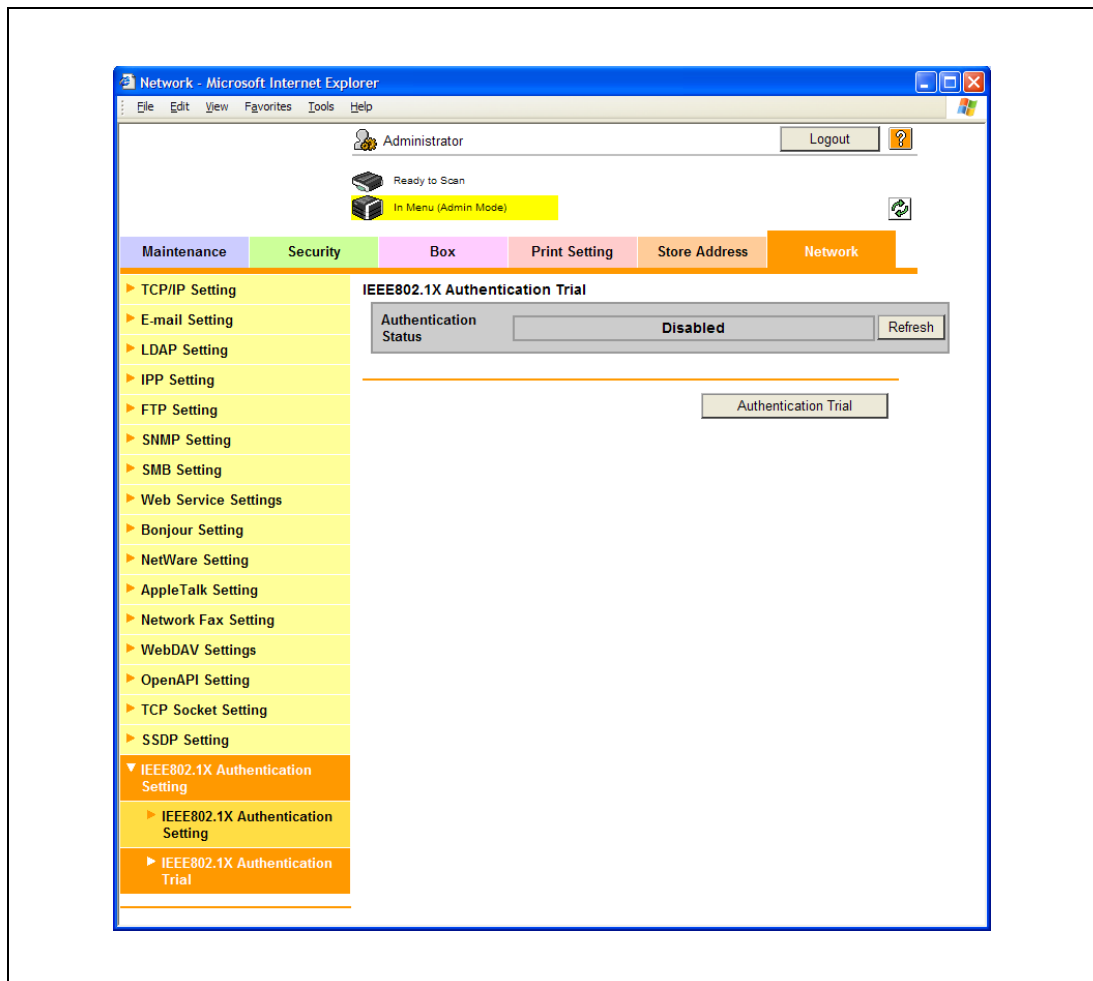 Network - Microsoft Internet Explorer
File Edit View Favorites Tools Help
Administrator
Logout
?
Ready to Scan
In Menu (Admin Mode)
Maintenance Security Box Print Setting Store Address Network
TCP/IP Setting
E-mail Setting
LDAP Setting
IPP Setting
FTP Setting
SNMP Setting
SMB Setting
Web Service Settings
Bonjour Setting
NetWare Setting
AppleTalk Setting
Network Fax Setting
WebDAV Settings
OpenAPI Setting
TCP Socket Setting
SSDP Setting
IEEE802.1X Authentication
Setting
IEEE802.1X Authentication
Setting
IEEE802.1X Authentication
Trial
IEEE802.1X Authentication Trial
Authentication
Status
Disabled
Refresh
Authentication Trial